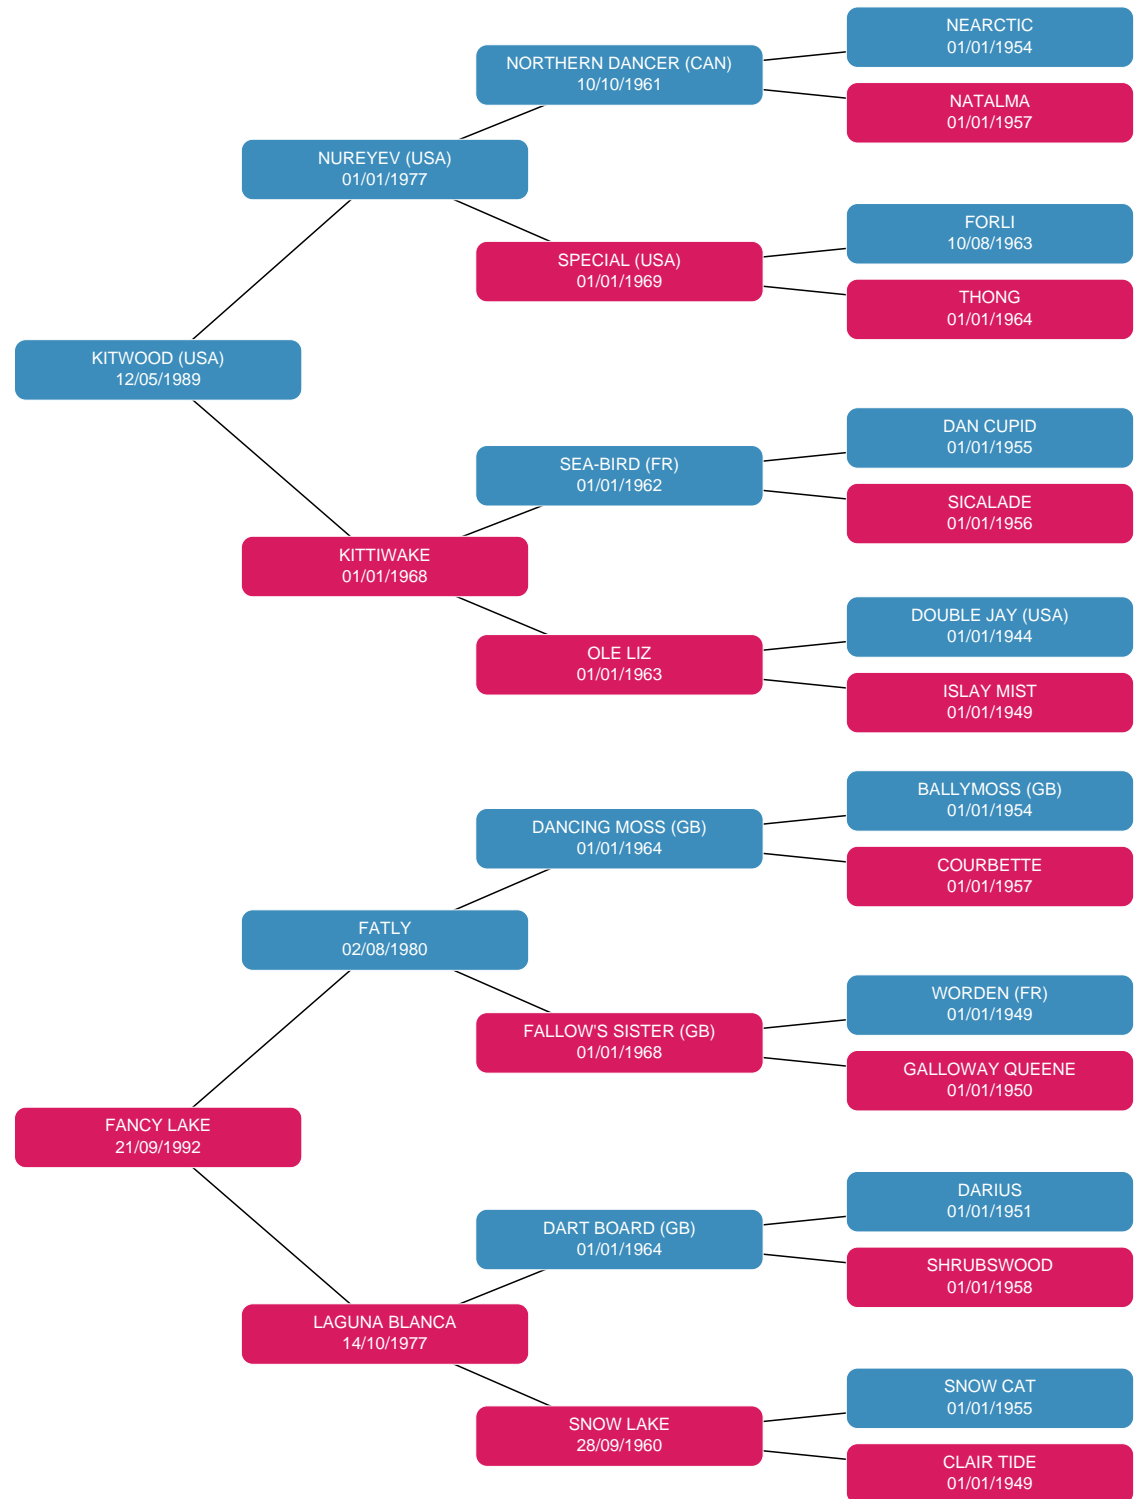 NEARCTIC
01/01/1954
NORTHERN DANCER (CAN)
10/10/1961
NATALMA
01/01/1957
NUREYEV (USA)
01/01/1977
FORLI
10/08/1963
SPECIAL (USA)
01/01/1969
THONG
01/01/1964
KITWOOD (USA)
12/05/1989
DAN CUPID
01/01/1955
SEA-BIRD (FR)
01/01/1962
SICALADE
01/01/1956
KITTIWAKE
01/01/1968
DOUBLE JAY (USA)
01/01/1944
OLE LIZ
01/01/1963
ISLAY MIST
01/01/1949
BALLYMOSS (GB)
01/01/1954
DANCING MOSS (GB)
01/01/1964
COURBETTE
01/01/1957
FATLY
02/08/1980
WORDEN (FR)
01/01/1949
FALLOW'S SISTER (GB)
01/01/1968
GALLOWAY QUEENE
01/01/1950
FANCY LAKE
21/09/1992
DARIUS
01/01/1951
DART BOARD (GB)
01/01/1964
SHRUBSWOOD
01/01/1958
LAGUNA BLANCA
14/10/1977
SNOW CAT
01/01/1955
SNOW LAKE
28/09/1960
CLAIR TIDE
01/01/1949